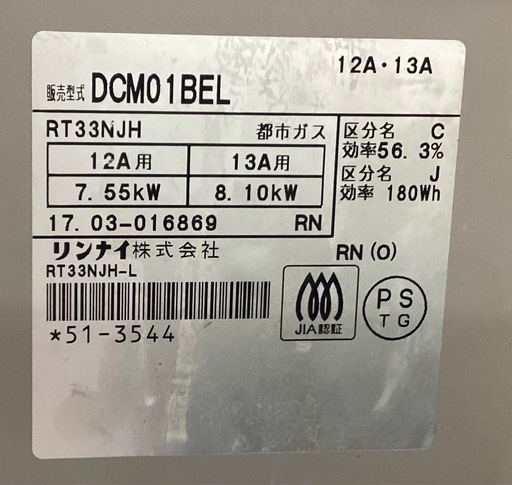 12A・13A
販売型式 DCM01BEL
RT33NJH 都市ガス
12A用 13A用
7.55kW 8.10kW
17.03-016869 RN
区分名 C
効率56.3%
区分名 J
効率 180Wh
リンナイ株式会社
RN(O)
RT33NJH-L
*51-3544
JIA認証
PS
TG